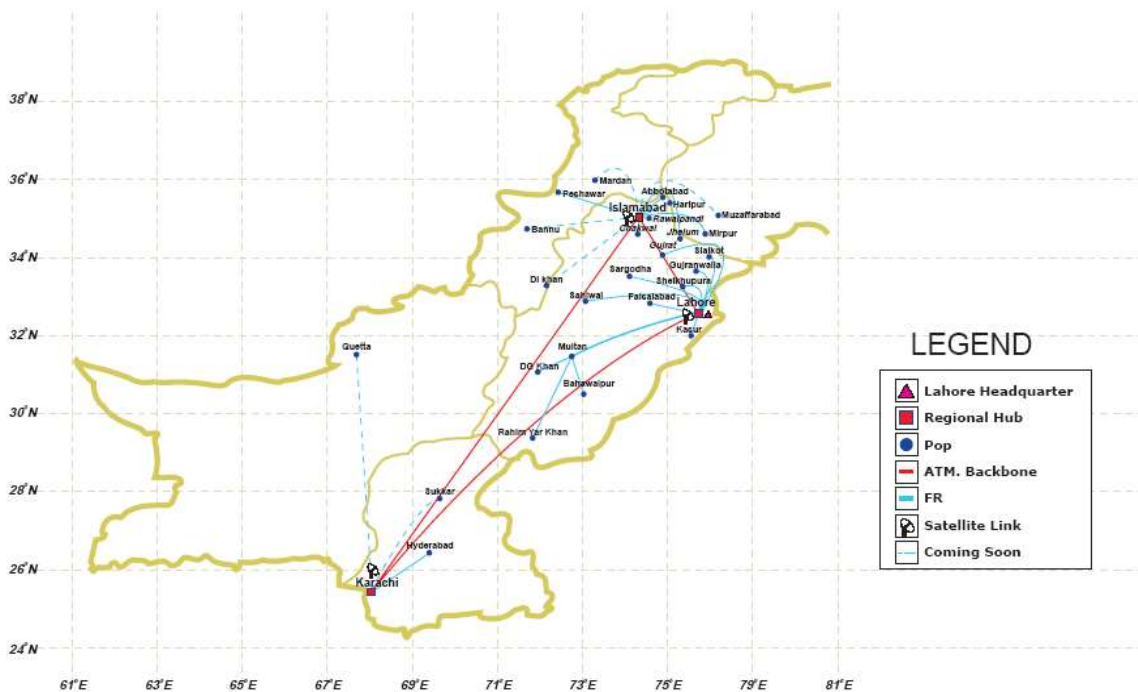 38°N
36°N
34°N
32°N
30°N
28°N
26°N
24°N
61°E
63°E
65°E
67°E
69°E
71°E
73°E
75°E
79°E
81°E
Mardan
Peshawar
Abbotabad
Haripur
Islamabad
Rawalpandi
Muzaffarabad
Bannu
Chakwal
Jhelum
Mirpur
Gujrat
Sialkot
Gujranwalla
Sargodha
Sheikhupura
Di khan
Sahiwal
Faisalabad
Lahore
Kasur
Quetta
Multan
DG Khan
Bahawalpur
Rahim Yar Khan
Sukkar
Hyderabad
Karachi
LEGEND
Lahore Headquarter
Regional Hub
Pop
ATM. Backbone
FR
Satellite Link
Coming Soon